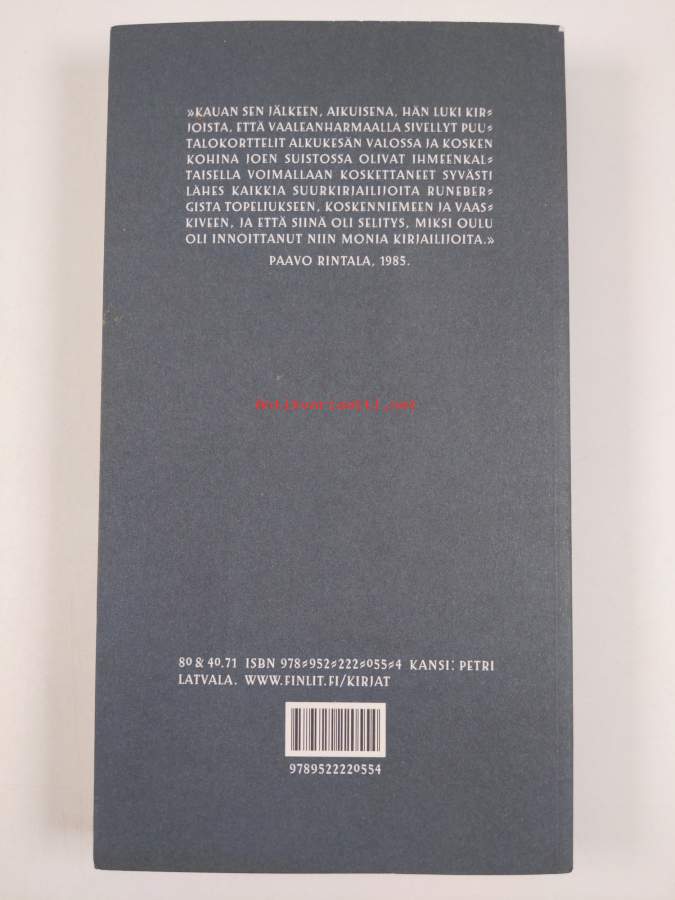 »KAUAN SEN JÄLKEEN, AIKUISENA, HÄN LUKI KIR-
JOISTA, ETTÄ VAALEANHARMAALLA SIVELLYT PUU-
TALOKORTTELIT ALKUKESÄN VALOSSA JA KOSKEN
KOHINA JOEN SUISTOSSA OLIVAT IHMEENKAL-
TAISELLA VOIMALLAAN KOSKETTANEET SYVÄSTI
LÄHES KAIKKIA SUURKIRJAILIJOITA RUNEBER-
GISTA TOPELIUKSEEN, KOSKENNIEMEEN JA VAAS-
KIVEEN, JA ETTÄ SIINÄ OLI SELITYS, MIKSI OULU
OLI INNOITTANUT NIIN MONIA KIRJAILIJOITA.»
PAAVO RINTALA, 1985.
Antikvariaatti.net
80 & 40.71 ISBN 978-952-222-055-4 KANSI: PETRI
LATVALA. WWW.FINLIT.FI/KIRJAT
9789522220554